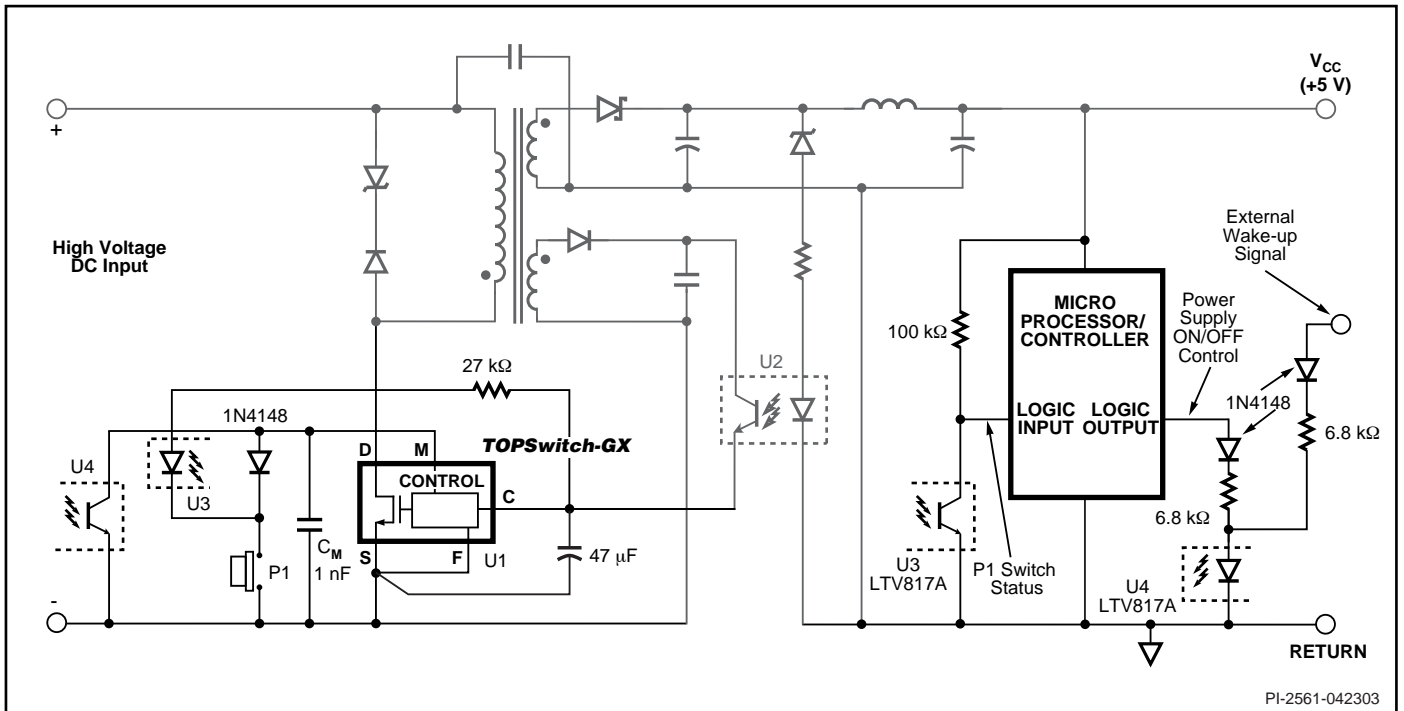 V_CC
(+5 V)
+
High Voltage
DC Input
External
Wake-up
Signal
MICRO
PROCESSOR/
CONTROLLER
Power
Supply
ON/OFF
Control
100 kΩ
U2
27 kΩ
1N4148
1N4148
LOGIC INPUT
LOGIC OUTPUT
6.8 kΩ
TOPSwitch-GX
D
M
CONTROL
C
U4
U3
S
F
U1
47 µF
C_M
1 nF
P1
6.8 kΩ
U3
LTV817A
P1 Switch
Status
U4
LTV817A
-
RETURN
PI-2561-042303